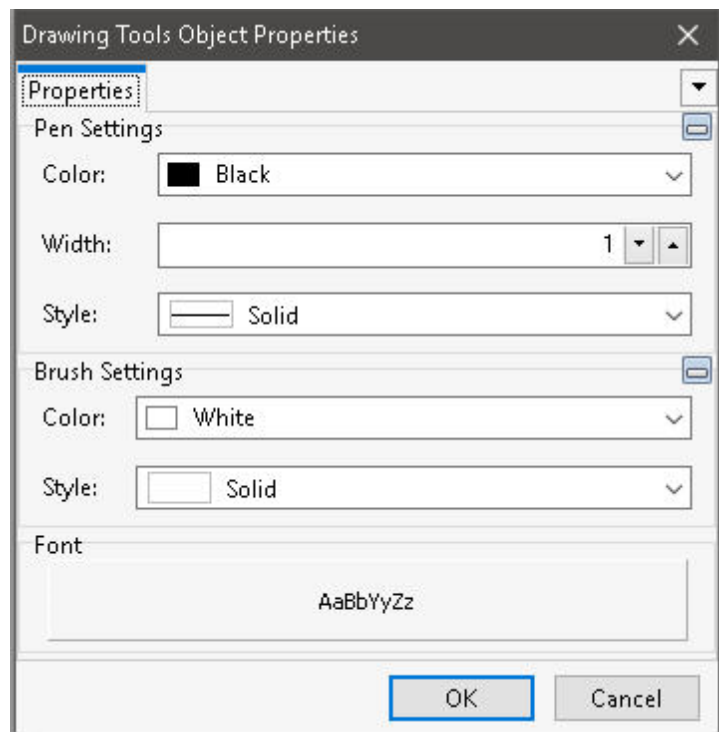 Drawing Tools Object Properties
Properties
Pen Settings
Color: Black
Width: 1
Style: Solid
Brush Settings
Color: White
Style: Solid
Font
AaBbYyZz
OK Cancel